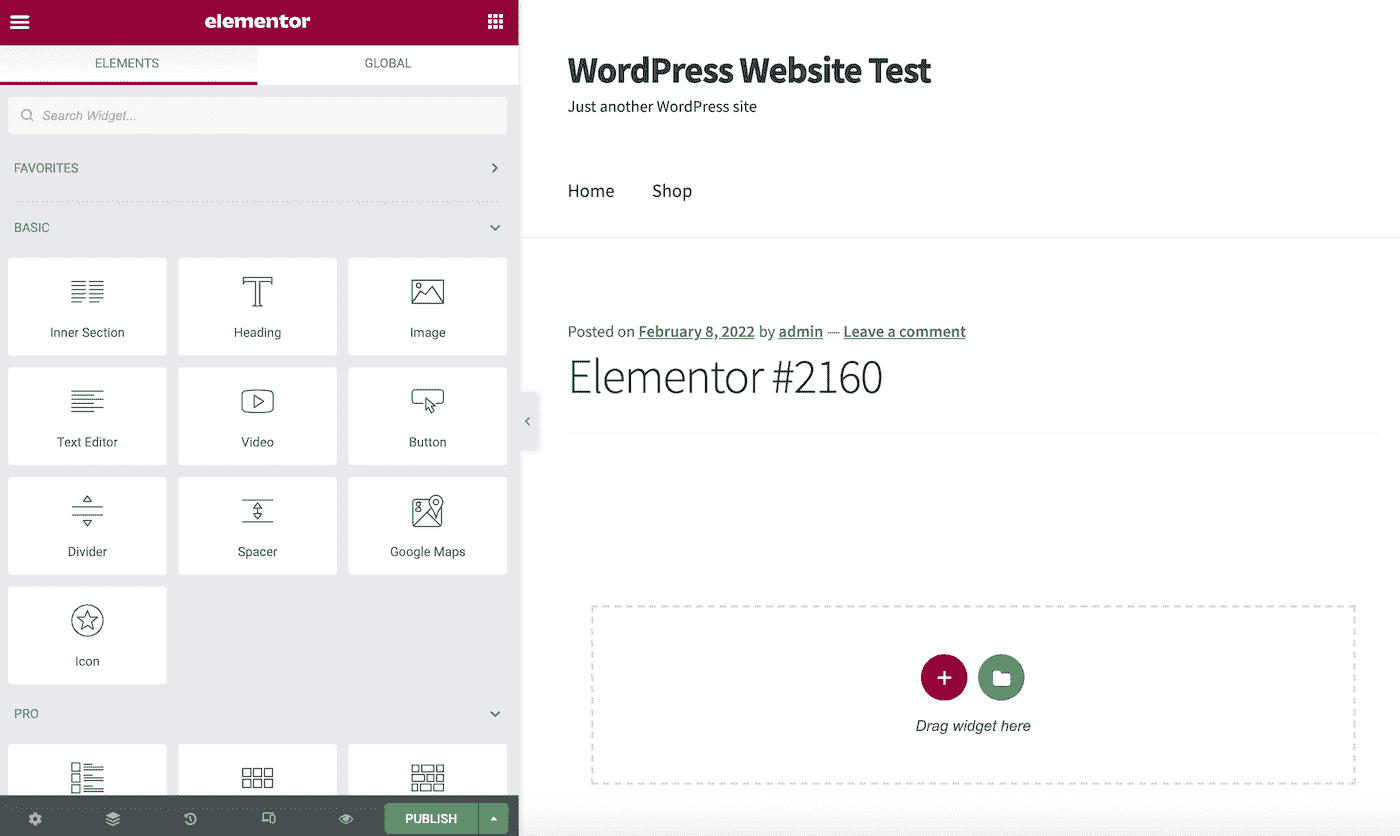 elementor
ELEMENTS
GLOBAL
Search Widget...
FAVORITES
BASIC
Inner Section
Heading
Image
Text Editor
Video
Button
Divider
Spacer
Google Maps
Icon
PRO
PUBLISH
WordPress Website Test
Just another WordPress site
Home
Shop
Posted on February 8, 2022 by admin — Leave a comment
Elementor #2160
Drag widget here